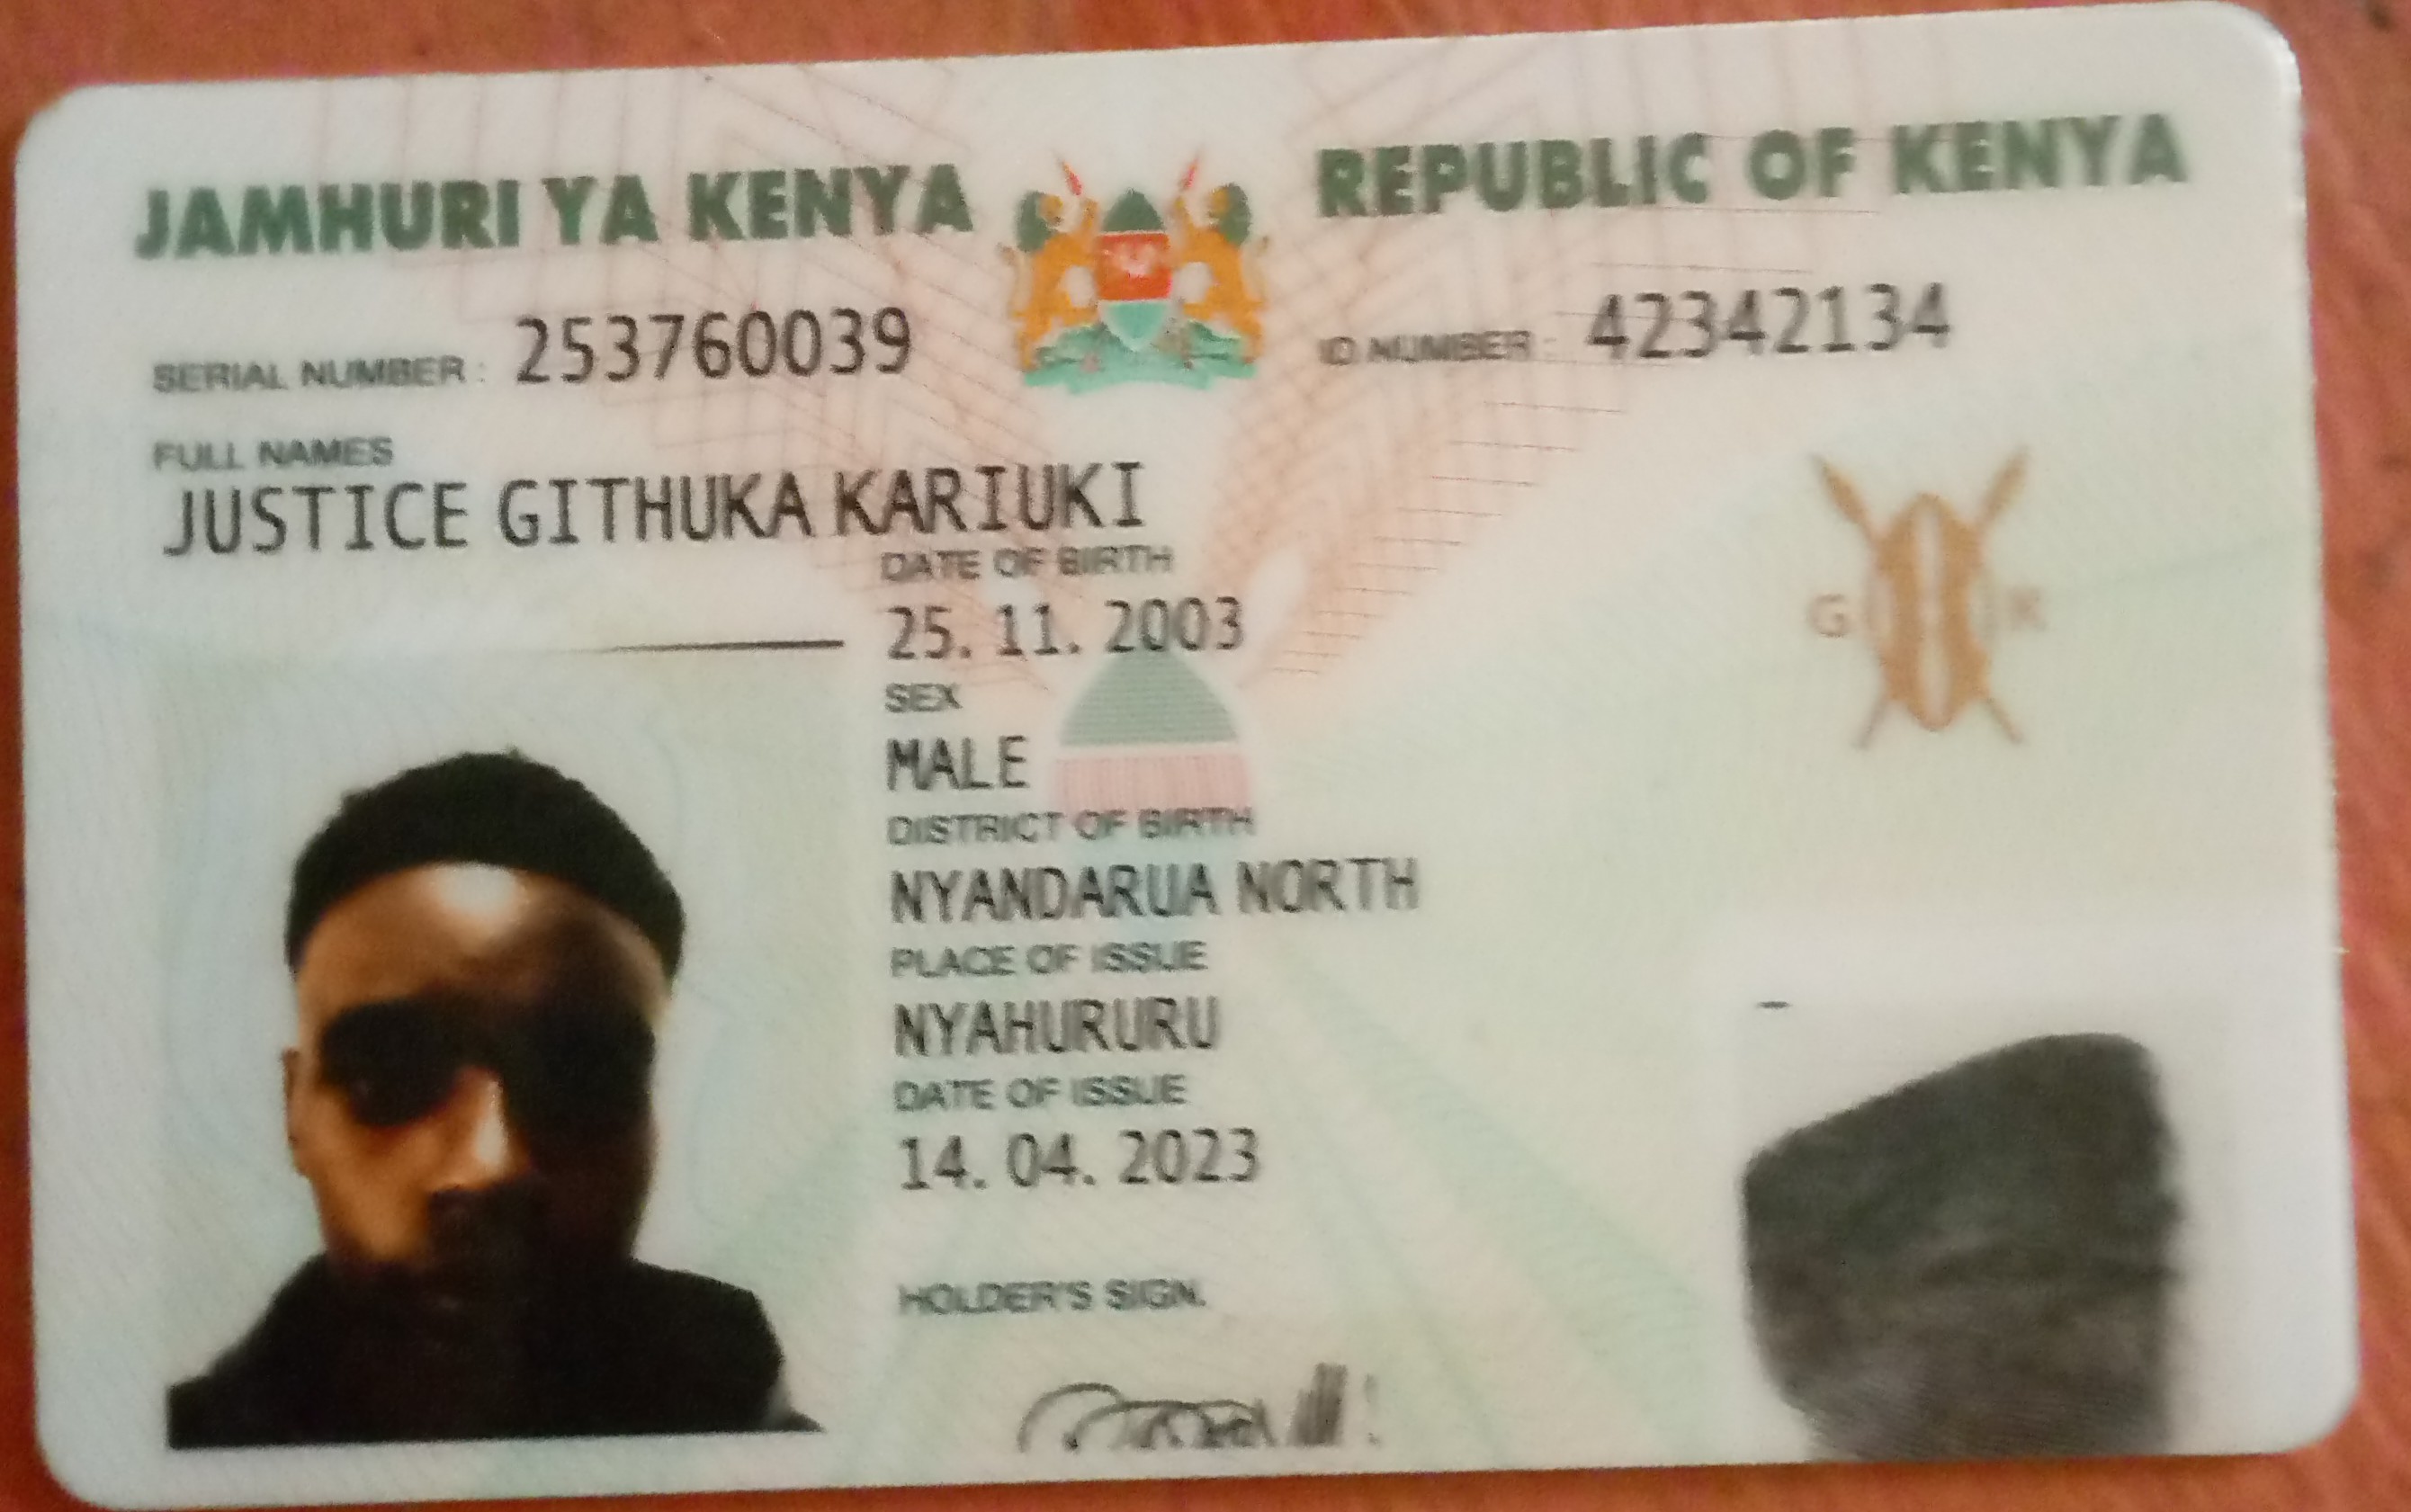 JAMHURI YA KENYA REPUBLIC OF KENYA
SERIAL NUMBER: 253760039 ID NUMBER: 42342134
FULL NAMES
JUSTICE GITHUKA KARIUKI
DATE OF BIRTH
25. 11. 2003
SEX
MALE
G K
DISTRICT OF BIRTH
NYANDARUA NORTH
PLACE OF ISSUE
NYAHURURU
DATE OF ISSUE
14. 04. 2023
HOLDER'S SIGN.